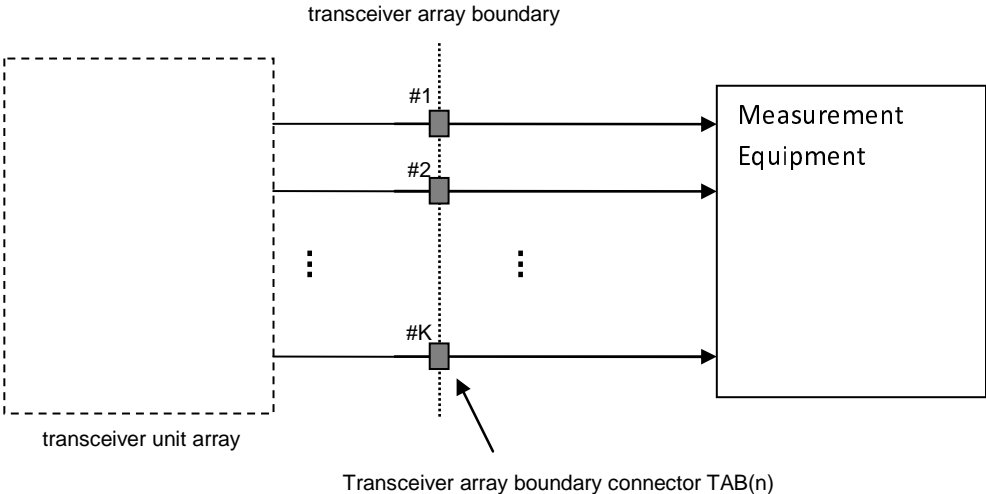 transceiver array boundary
#1
Measurement
Equipment
#2
#K
transceiver unit array
Transceiver array boundary connector TAB(n)